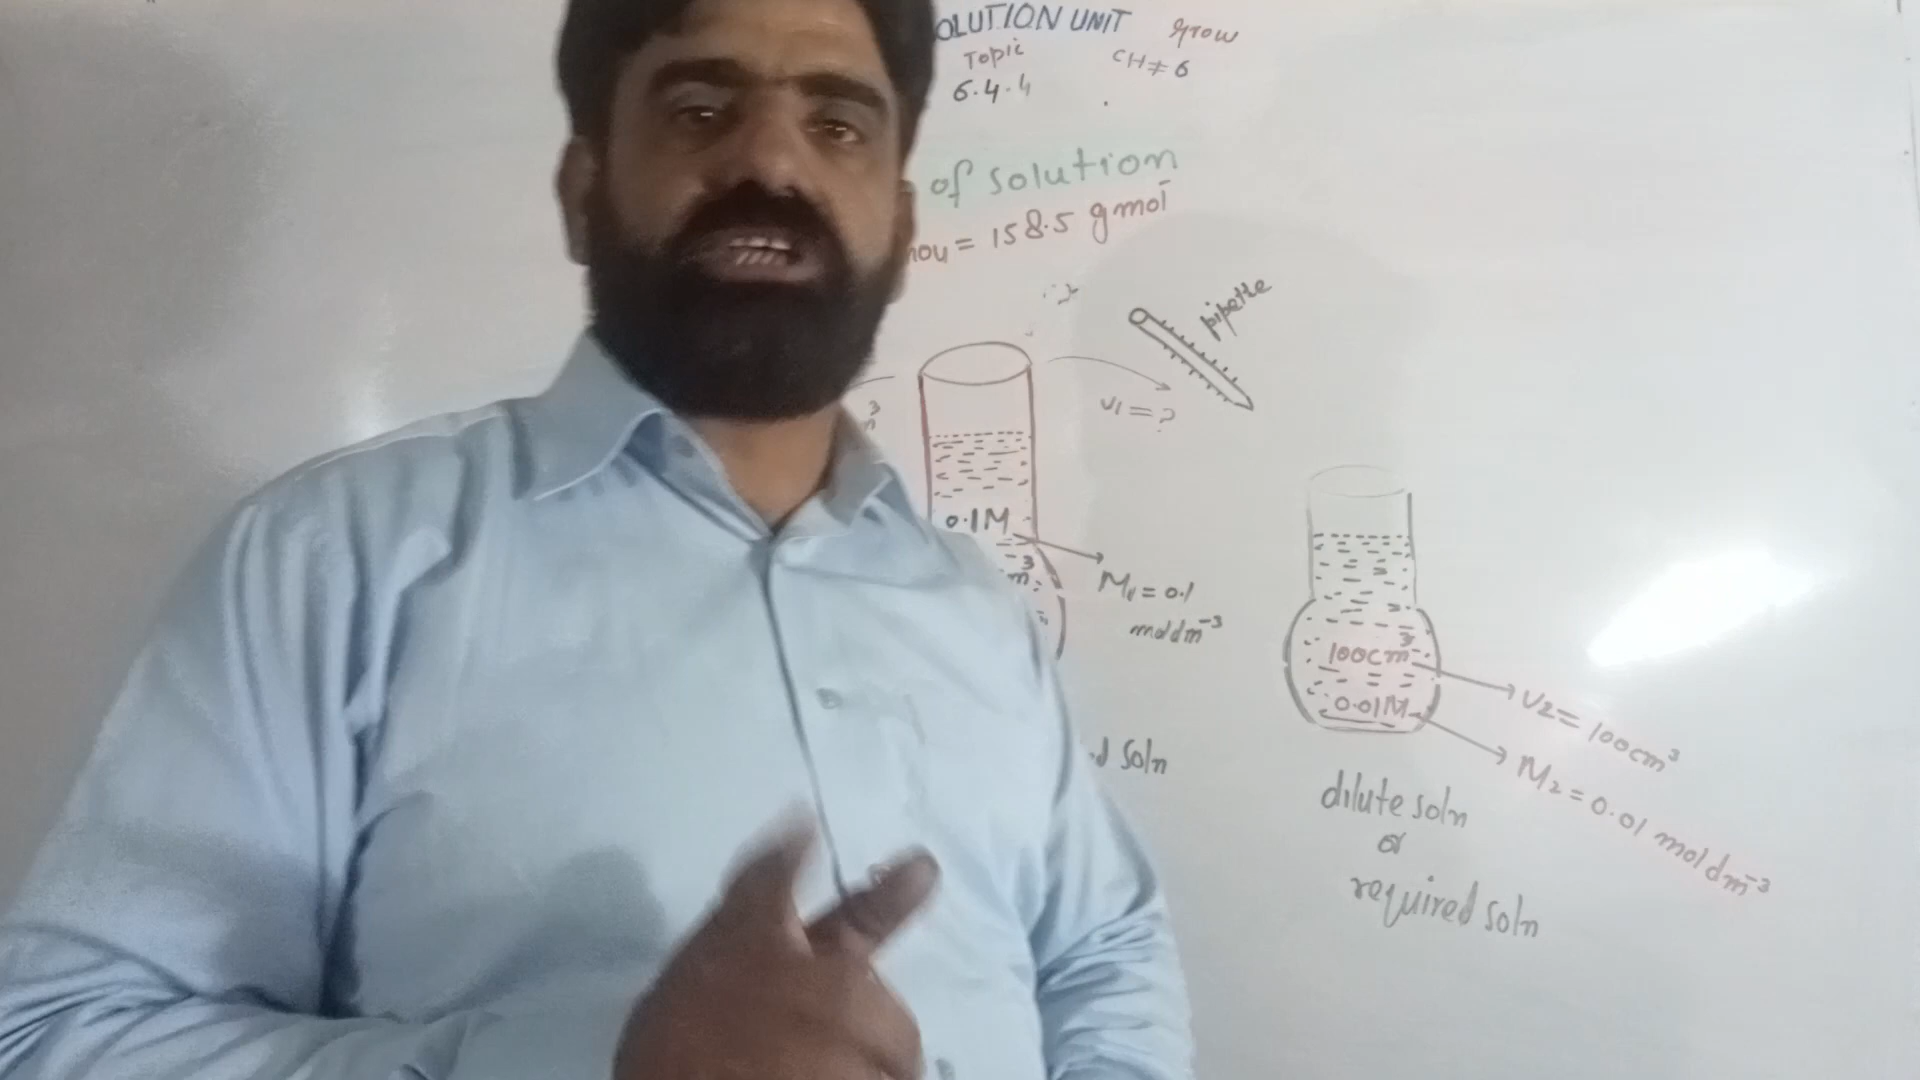 OLUTION UNIT
grow
Topic
CH≠6
6.4.4
of solution
= 158.5 gmol⁻
pipette
V1 = ?
0.1M
M1 = 0.1
moldm⁻³
100cm³
0.01M
V2 = 100cm³
M2 = 0.01 moldm⁻³
d soln
dilute soln
or
required soln